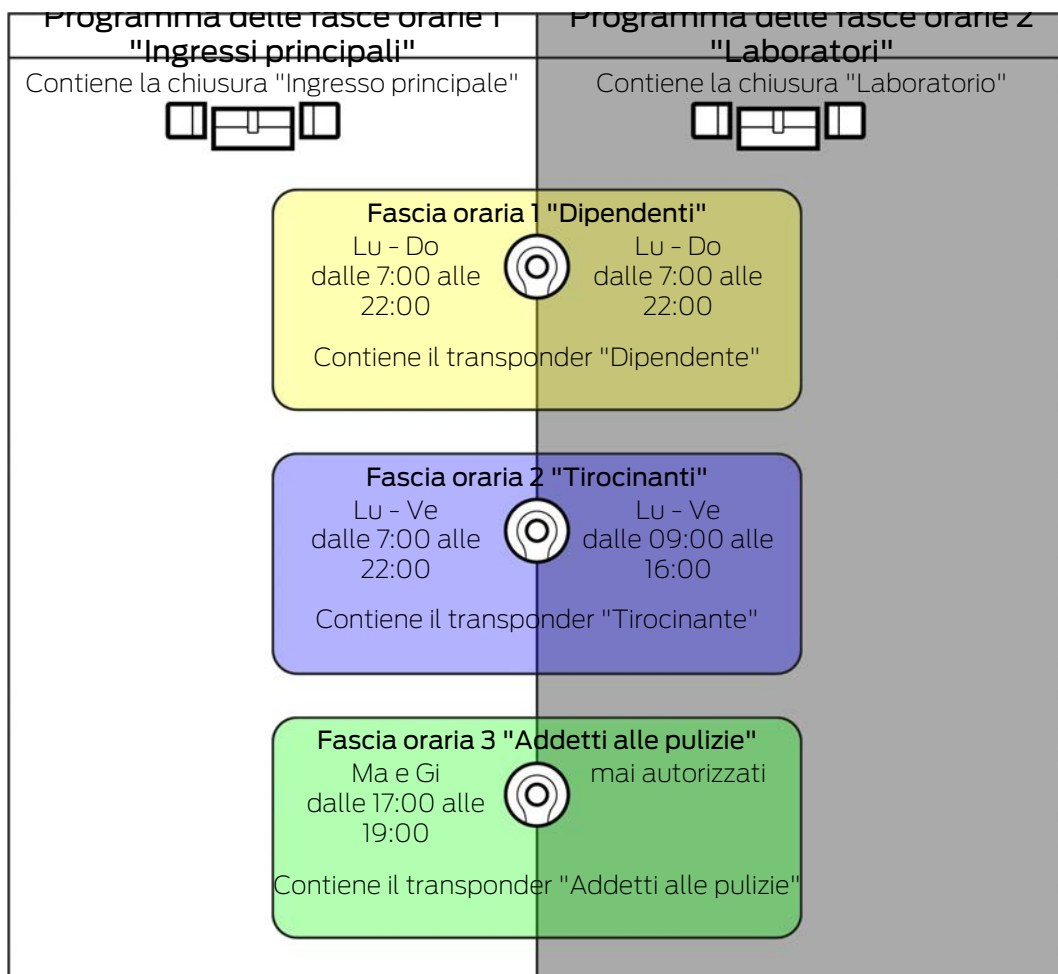 Programma delle fasce orarie 1
"Ingressi principali"
Contiene la chiusura "Ingresso principale"
Programma delle fasce orarie 2
"Laboratori"
Contiene la chiusura "Laboratorio"
Fascia oraria 1 "Dipendenti"
Lu - Do
dalle 7:00 alle
22:00
Lu - Do
dalle 7:00 alle
22:00
Contiene il transponder "Dipendente"
Fascia oraria 2 "Tirocinanti"
Lu - Ve
dalle 7:00 alle
22:00
Lu - Ve
dalle 09:00 alle
16:00
Contiene il transponder "Tirocinante"
Fascia oraria 3 "Addetti alle pulizie"
Ma e Gi
dalle 17:00 alle
19:00
mai autorizzati
Contiene il transponder "Addetti alle pulizie"